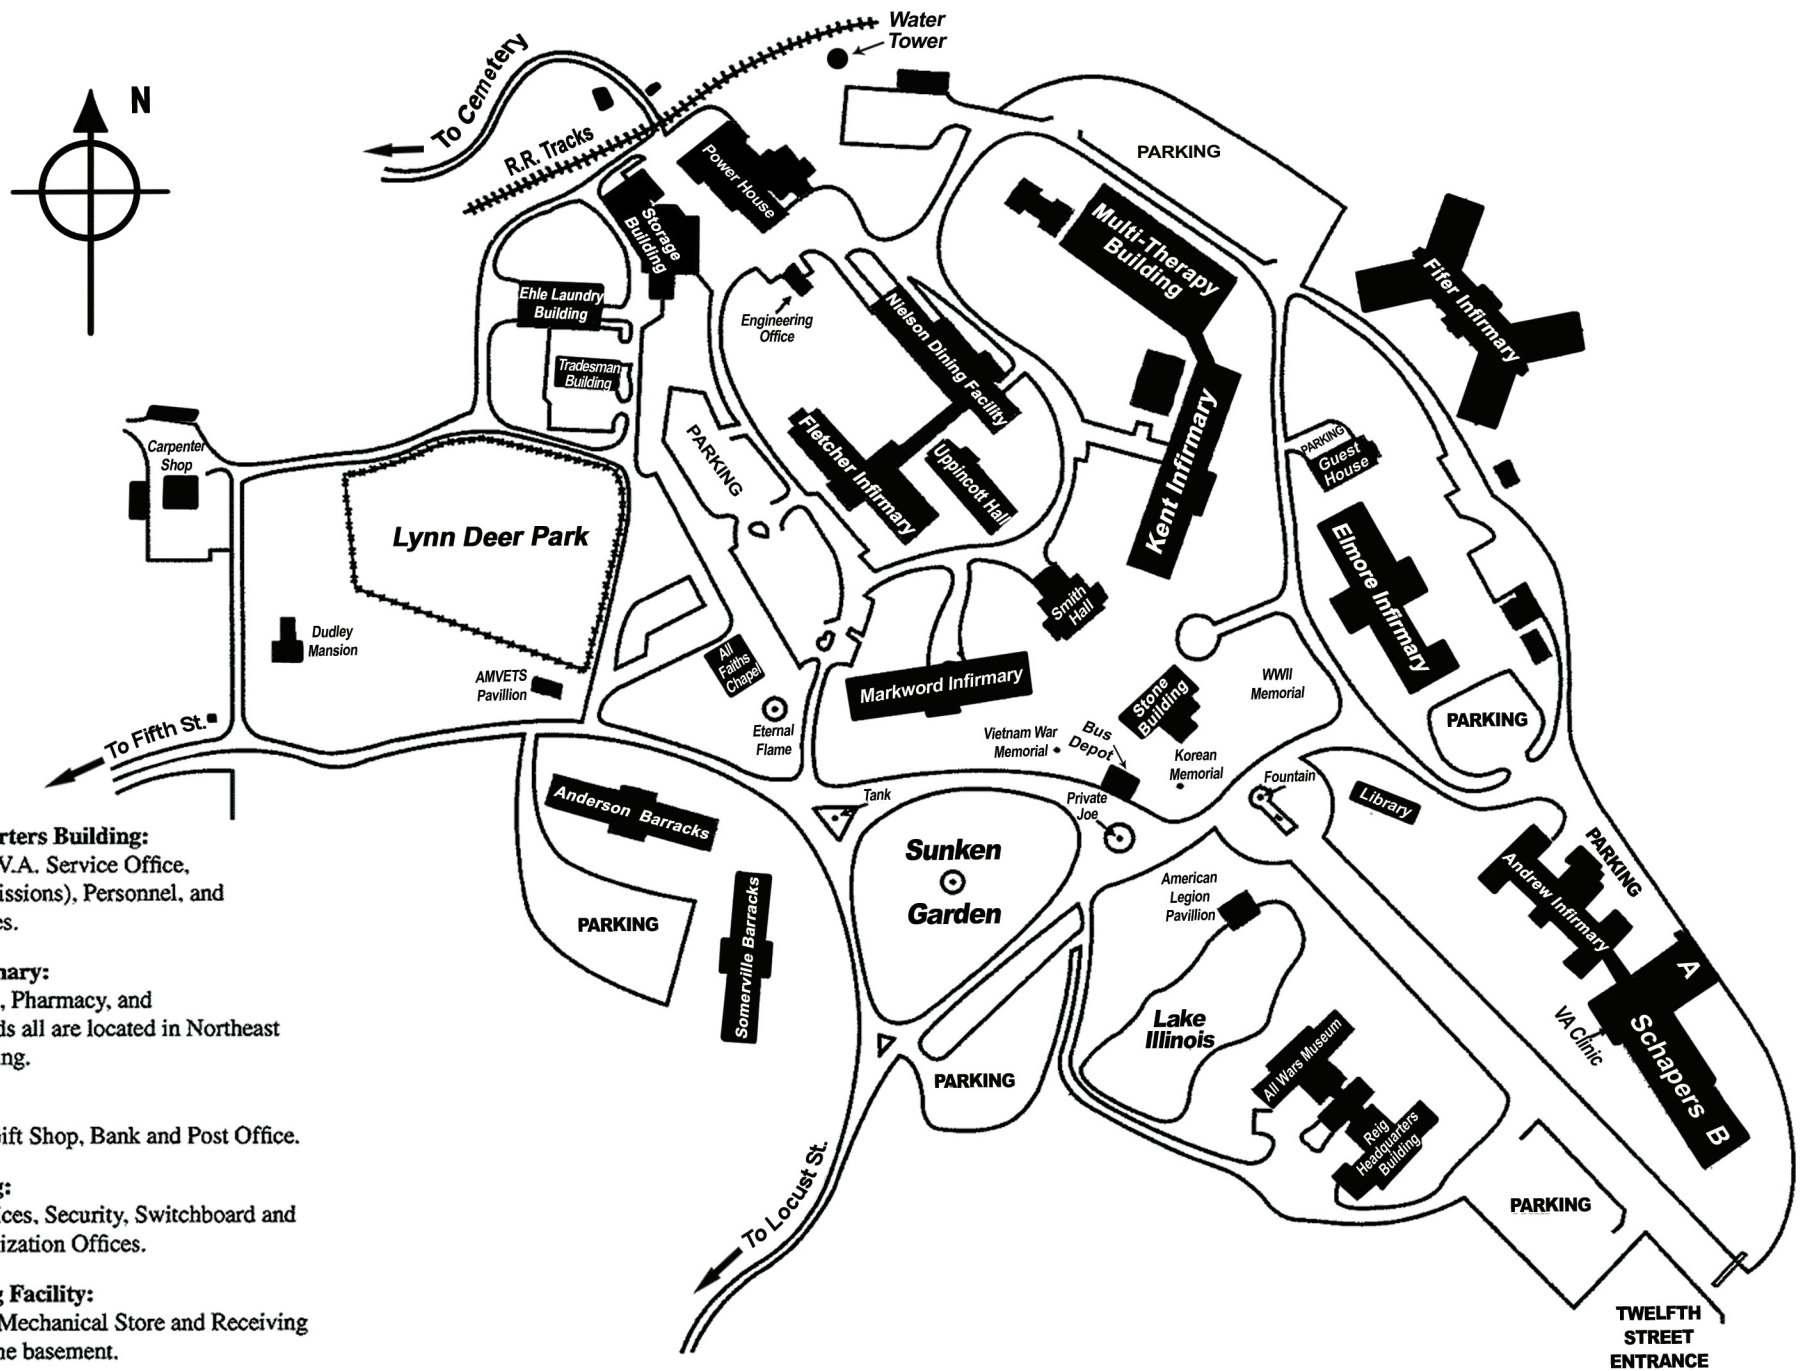 Water
Tower
N
To Cemetery
R.R. Tracks
PARKING
Power House
Storage
Building
Multi-Therapy
Building
Fifer Infirmary
Ehle Laundry
Building
Engineering
Office
Nielson Dining Facility
Tradesman
Building
Kent Infirmary
PARKING
Fletcher Infirmary
Uppincott Hall
PARKING
Guest
House
Carpenter
Shop
Lynn Deer Park
Elmore Infirmary
Smith
Hall
Dudley
Mansion
AMVETS
Pavillion
All
Faiths
Chapel
Markword Infirmary
Stone
Building
WWII
Memorial
PARKING
To Fifth St.
Eternal
Flame
Vietnam War
Memorial
Bus
Depot
Korean
Memorial
Fountain
Anderson Barracks
Tank
Private
Joe
Library
Sunken
Garden
PARKING
Andrew Infirmary
American
Legion
Pavillion
PARKING
Somerville Barracks
A
Schapers
B
VA Clinic
Lake
Illinois
All Wars Museum
PARKING
Reig
Headquarters
Building
To Locust St.
PARKING
TWELFTH
STREET
ENTRANCE
rters Building:
V.A. Service Office,
issions), Personnel, and
es.
nary:
, Pharmacy, and
ds all are located in Northeast
ng.
Gift Shop, Bank and Post Office.
g:
ices, Security, Switchboard and
ization Offices.
g Facility:
Mechanical Store and Receiving
ne basement.